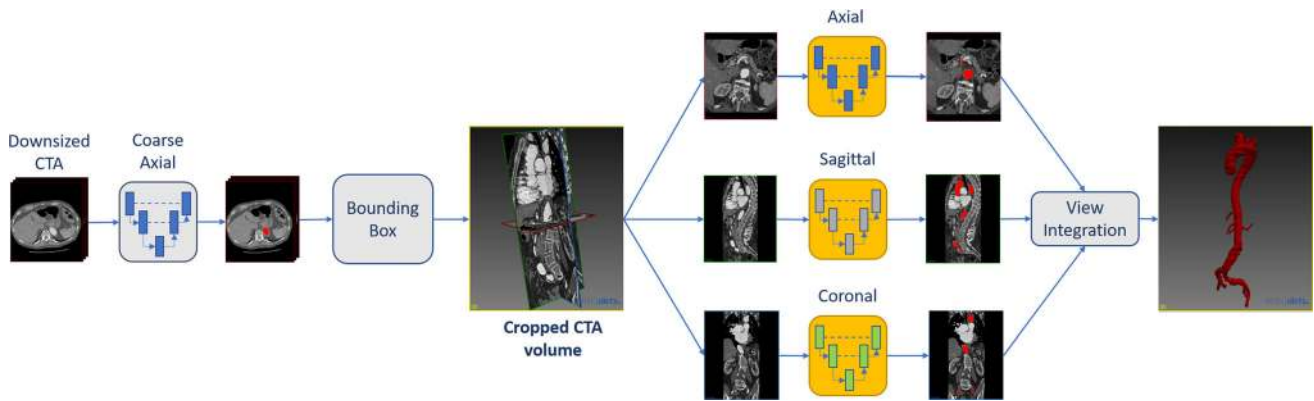 Axial
Downsized
CTA
Coarse
Axial
Bounding
Box
Cropped CTA
volume
Sagittal
Coronal
View
Integration